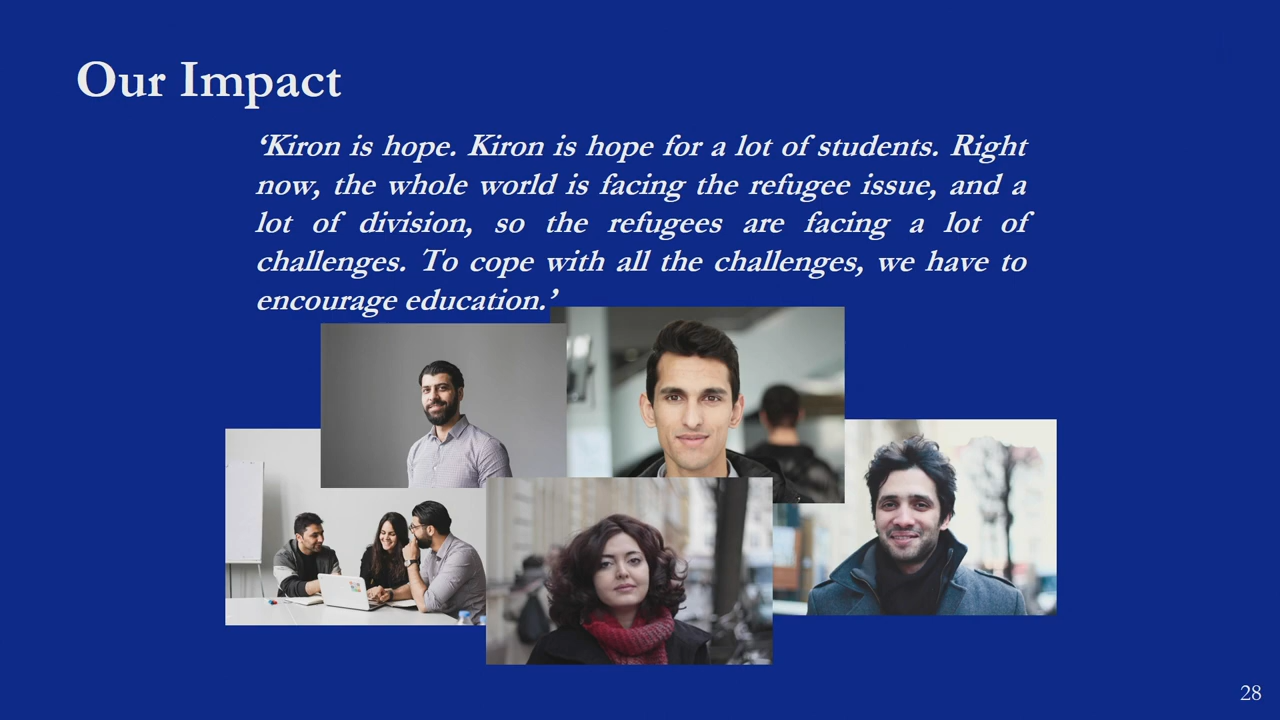 Our Impact
‘Kiron is hope. Kiron is hope for a lot of students. Right
now, the whole world is facing the refugee issue, and a
lot of division, so the refugees are facing a lot of
challenges. To cope with all the challenges, we have to
encourage education.’
28